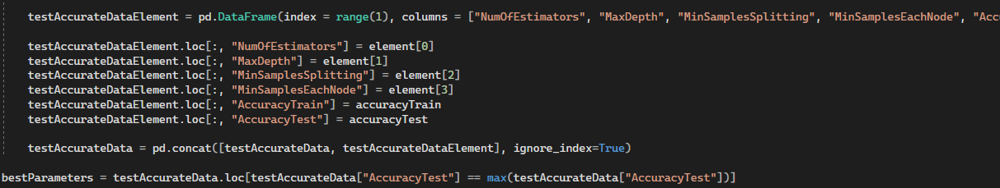 testAccurateDataElement = pd.DataFrame(index = range(1), columns = ["NumOfEstimators", "MaxDepth", "MinSamplesSplitting", "MinSamplesEachNode", "Acc
testAccurateDataElement.loc[:, "NumOfEstimators"] = element[0]
testAccurateDataElement.loc[:, "MaxDepth"] = element[1]
testAccurateDataElement.loc[:, "MinSamplesSplitting"] = element[2]
testAccurateDataElement.loc[:, "MinSamplesEachNode"] = element[3]
testAccurateDataElement.loc[:, "AccuracyTrain"] = accuracyTrain
testAccurateDataElement.loc[:, "AccuracyTest"] = accuracyTest
testAccurateData = pd.concat([testAccurateData, testAccurateDataElement], ignore_index=True)
bestParameters = testAccurateData.loc[testAccurateData["AccuracyTest"] == max(testAccurateData["AccuracyTest"])]